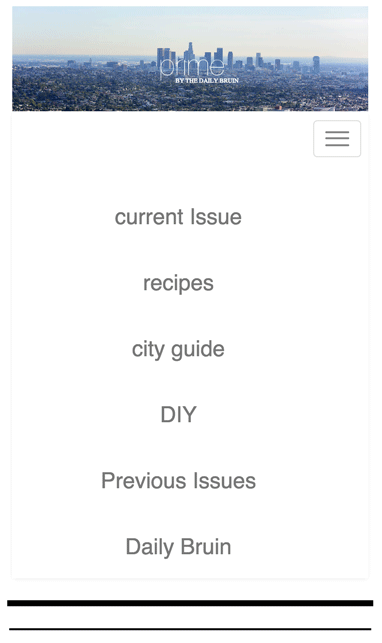 prime
BY THE DAILY BRUIN
current Issue
recipes
city guide
DIY
Previous Issues
Daily Bruin